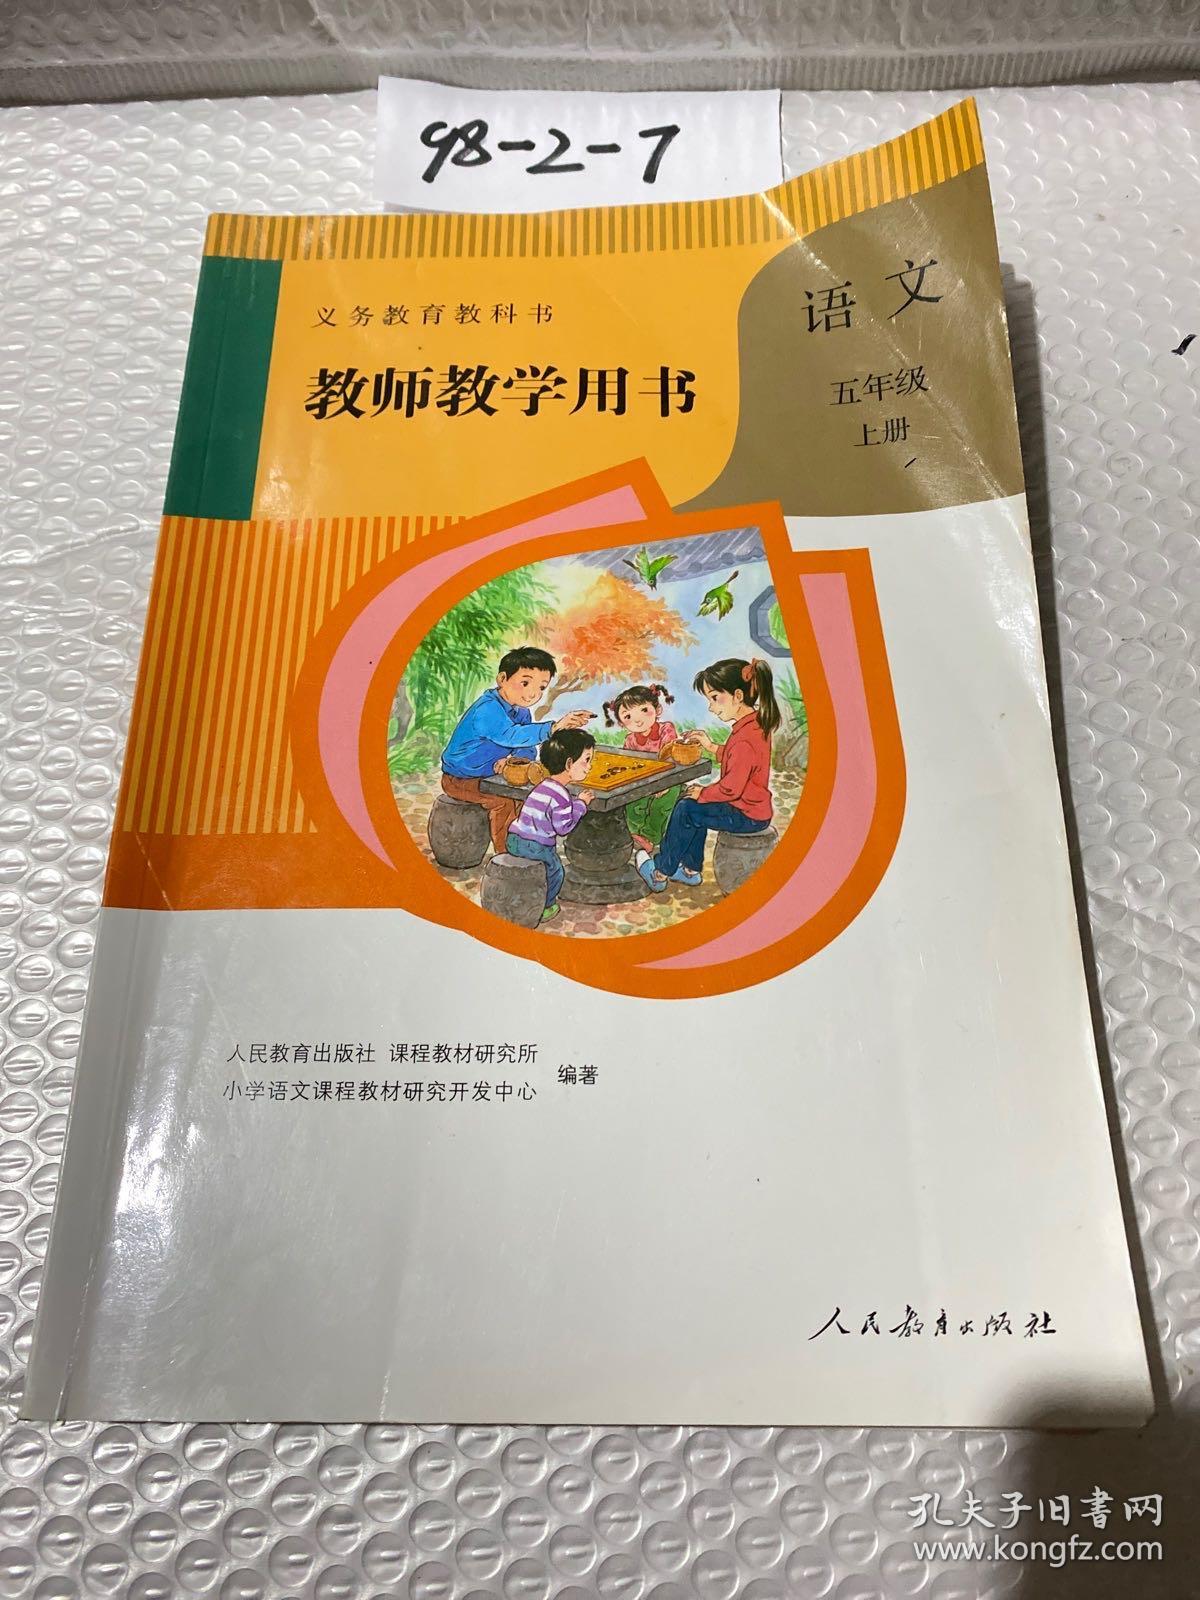 98-2-7
义务教育教科书
教师教学用书
语文
五年级
上册
人民教育出版社 课程教材研究所
小学语文课程教材研究开发中心
编著
人民教育出版社
孔夫子旧书网
www.kongfz.com